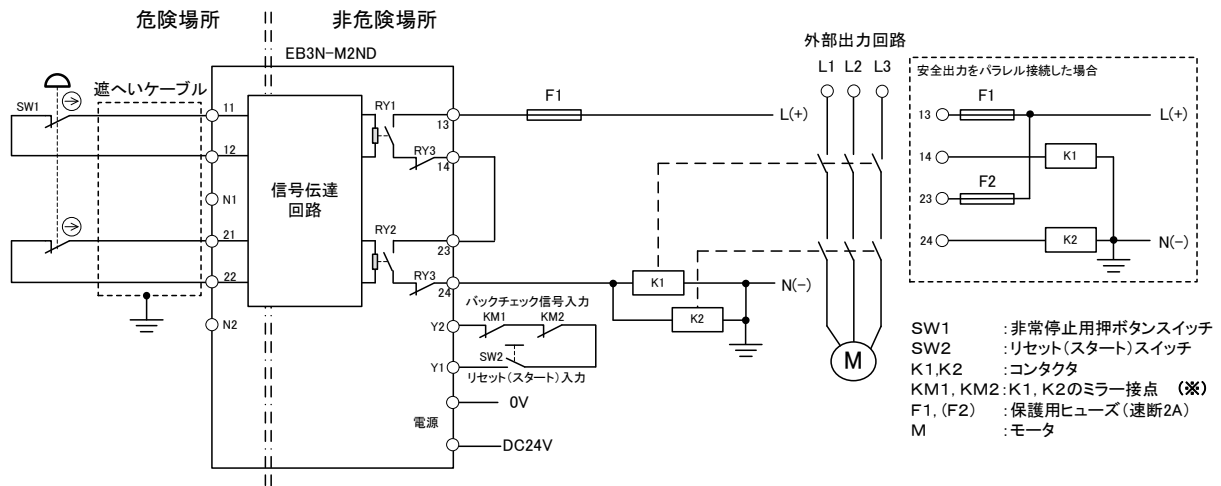 危険場所
非危険場所
EB3N-M2ND
外部出力回路
SW1
遮へいケーブル
11
12
N1
21
22
N2
信号伝達
回路
RY1
13
RY3
14
RY2
23
RY3
24
F1
L(+)
バックチェック信号入力
Y2
KM1
KM2
SW2
Y1
リセット(スタート)入力
0V
電源
DC24V
K1
N(-)
K2
L1 L2 L3
M
安全出力をパラレル接続した場合
F1
13
L(+)
14
K1
F2
23
24
K2
N(-)
SW1 :非常停止用押ボタンスイッチ
SW2 :リセット(スタート)スイッチ
K1,K2 :コンタクタ
KM1, KM2:K1, K2のミラー接点 (※)
F1, (F2) :保護用ヒューズ(速断2A)
M :モータ